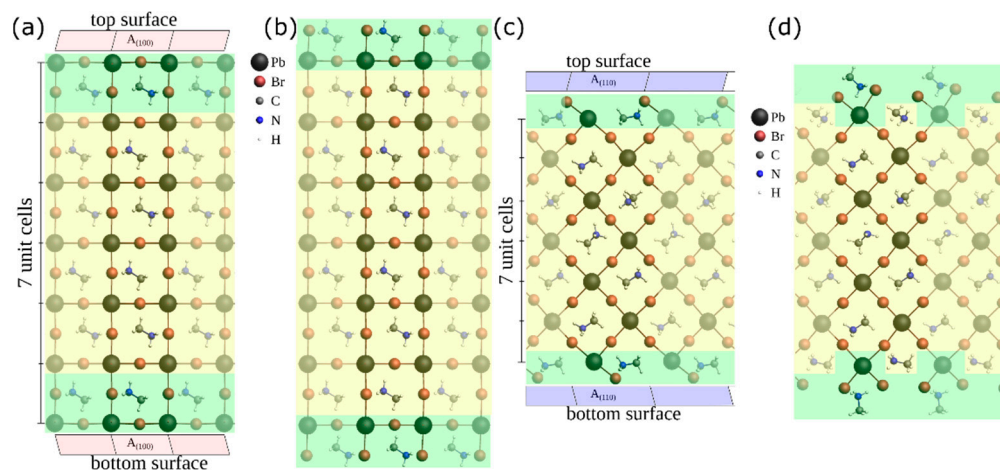 (a)
top surface
A(100)
7 unit cells
A(100)
bottom surface
(b)
Pb
Br
C
N
H
(c)
top surface
A(110)
7 unit cells
A(110)
bottom surface
(d)
Pb
Br
C
N
H